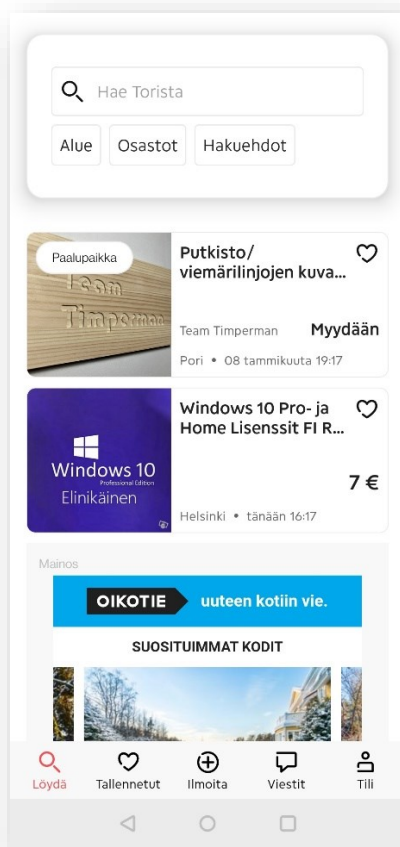 Hae Torista
Alue
Osastot
Hakuehdot
Paalupaikka
Team
Timperman
Putkisto/
viemärilinjojen kuva...
Team Timperman
Myydään
Pori • 08 tammikuuta 19:17
Windows 10
Professional Edition
Elinikäinen
Windows 10 Pro- ja
Home Lisenssit FI R...
7 €
Helsinki • tänään 16:17
Mainos
OIKOTIE uuteen kotiin vie.
SUOSITUIMMAT KODIT
Löydä
Tallennetut
Ilmoita
Viestit
Tili